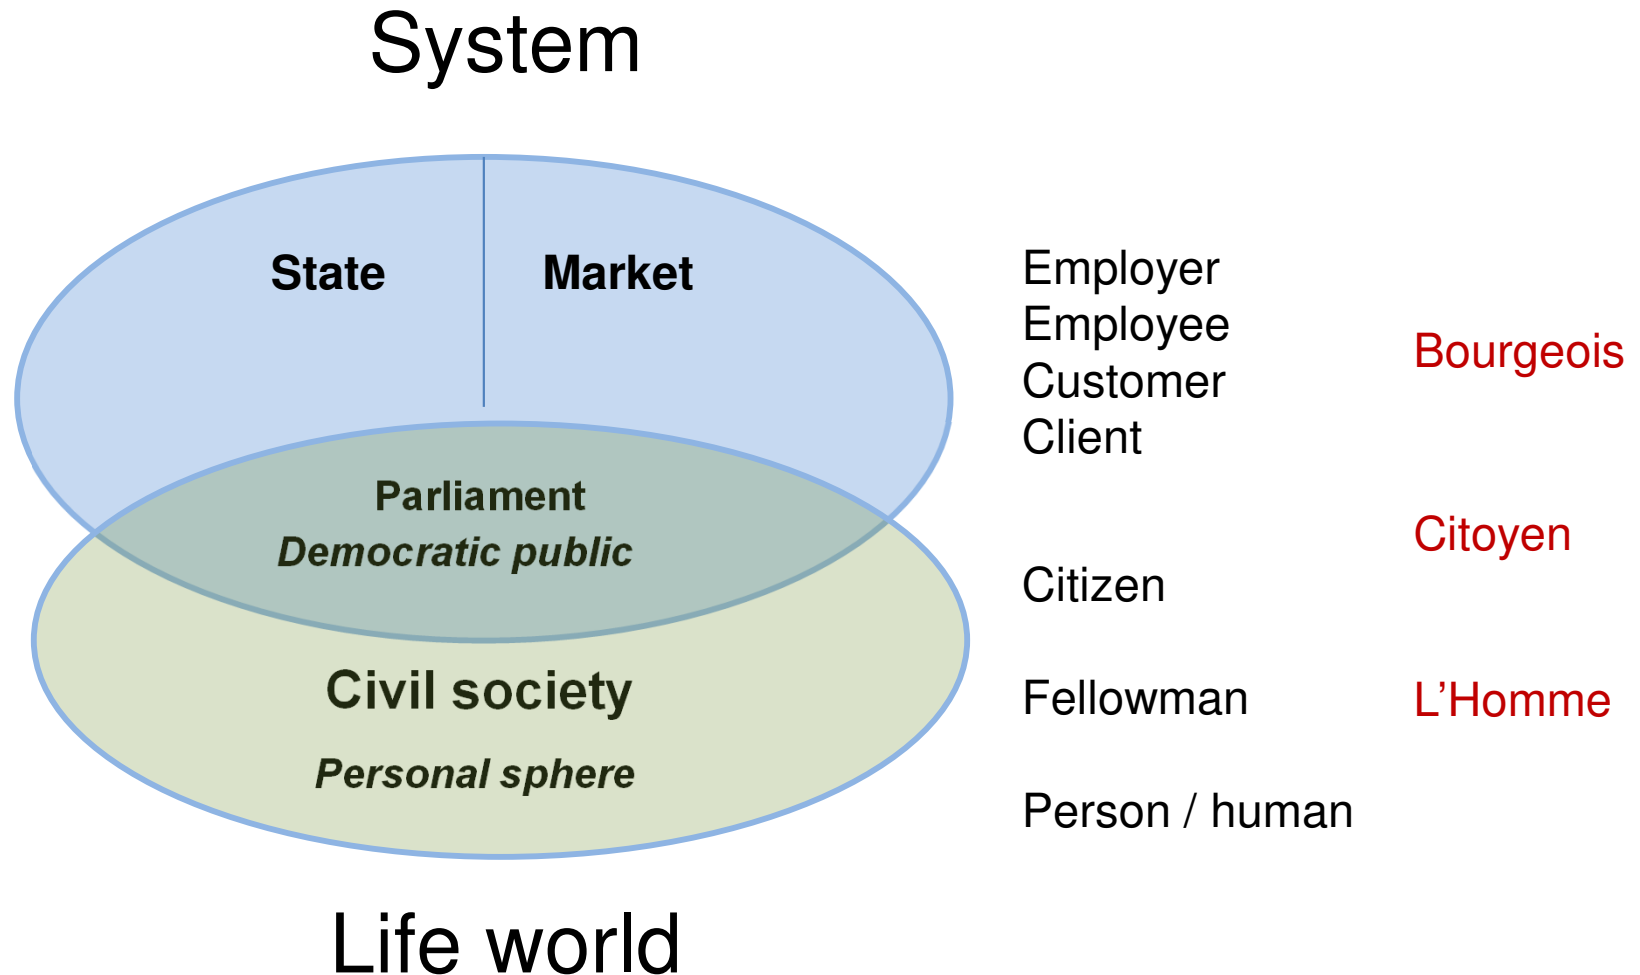 System
State
Market
Employer
Employee
Customer
Client
Bourgeois
Parliament
Democratic public
Citoyen
Citizen
Civil society
Fellowman
L’Homme
Personal sphere
Person / human
Life world